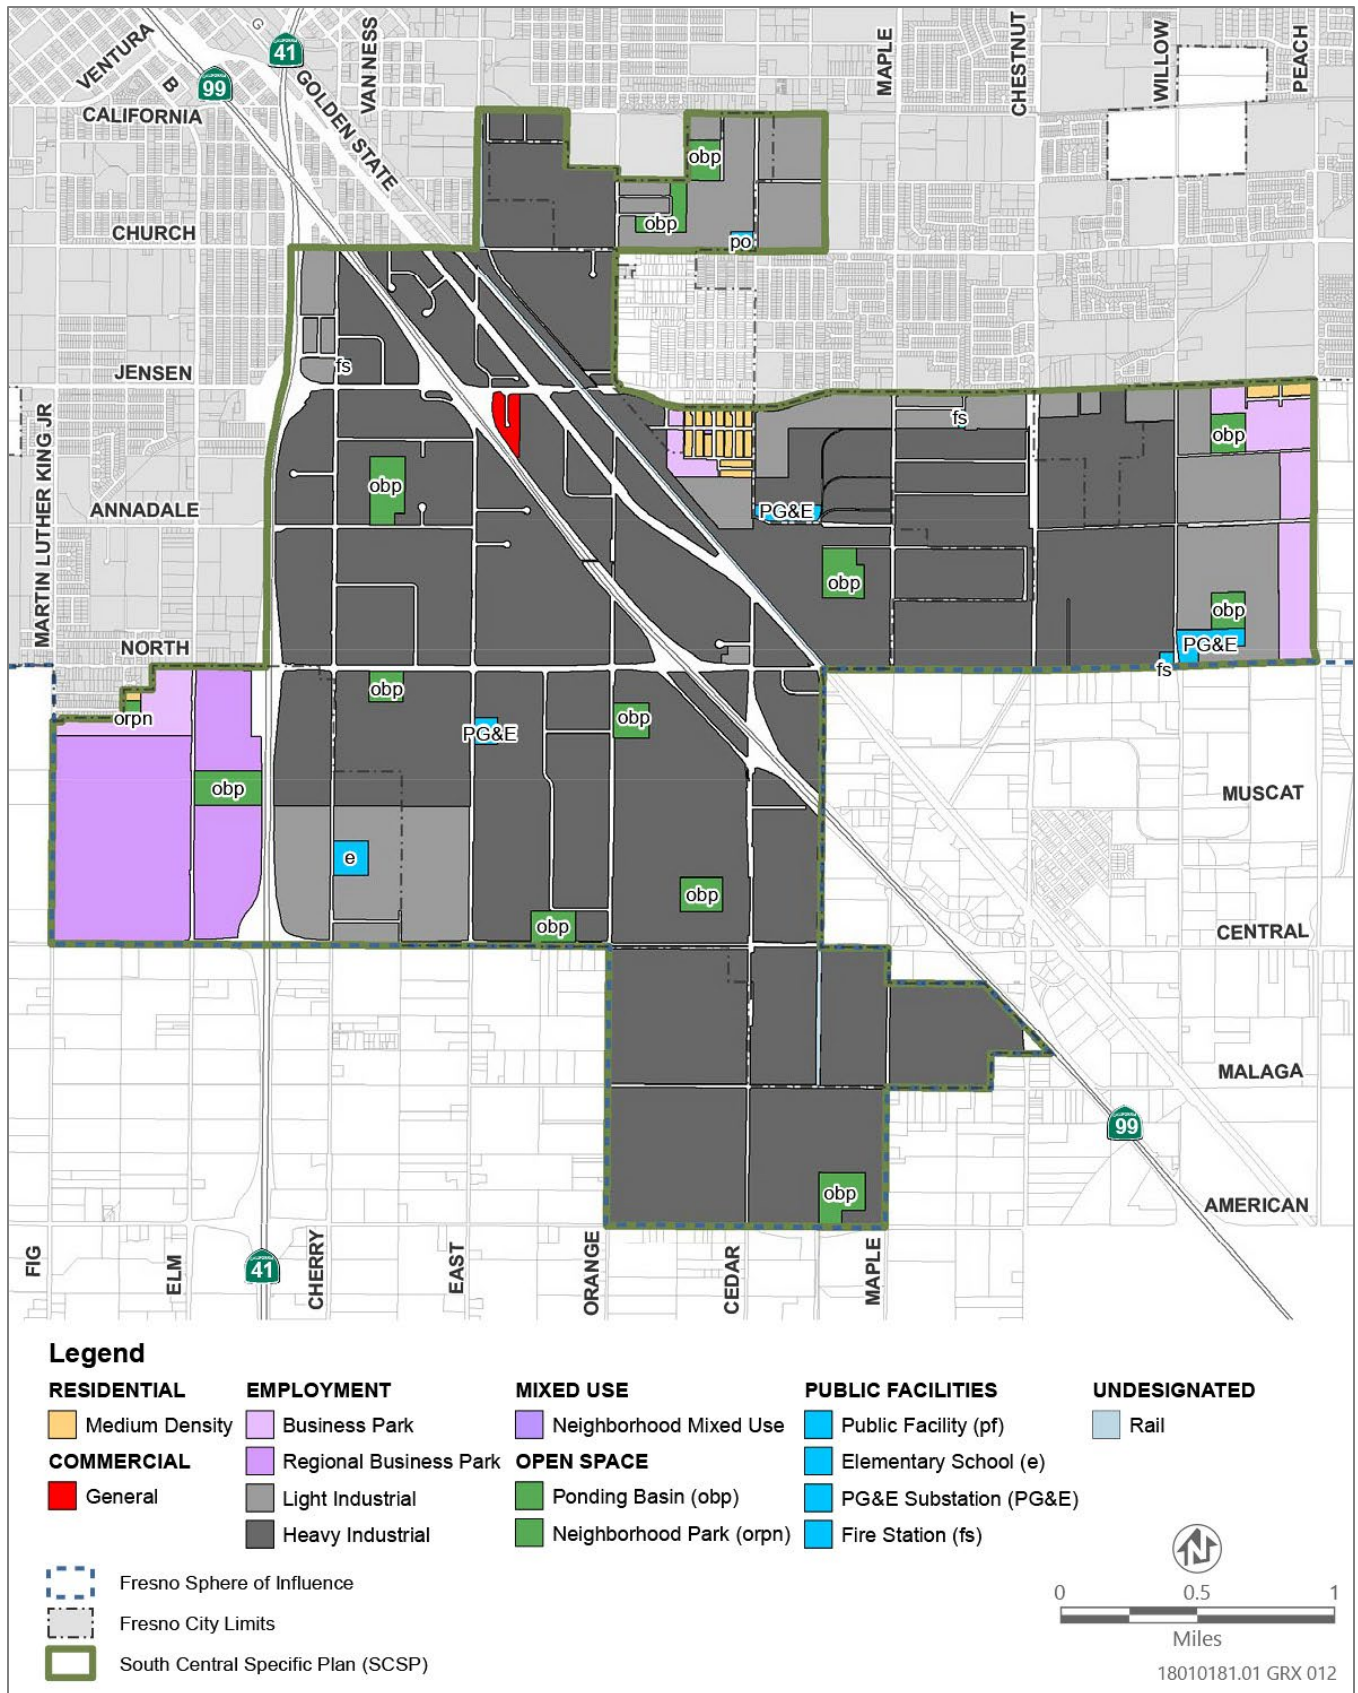 VENTURA
B
G
CALIFORNIA
99
41
GOLDEN STATE
VAN NESS
MAPLE
CHESTNUT
WILLOW
PEACH
obp
obp
po
CHURCH
JENSEN
fs
fs
obp
MARTIN LUTHER KING JR
ANNADALE
obp
PG&E
obp
obp
NORTH
PG&E
fs
orpn
obp
PG&E
obp
obp
MUSCAT
e
obp
obp
CENTRAL
MALAGA
99
obp
AMERICAN
FIG
ELM
41
CHERRY
EAST
ORANGE
CEDAR
MAPLE
Legend
RESIDENTIAL
Medium Density
COMMERCIAL
General
EMPLOYMENT
Business Park
Regional Business Park
Light Industrial
Heavy Industrial
MIXED USE
Neighborhood Mixed Use
OPEN SPACE
Ponding Basin (obp)
Neighborhood Park (orpn)
PUBLIC FACILITIES
Public Facility (pf)
Elementary School (e)
PG&E Substation (PG&E)
Fire Station (fs)
UNDESIGNATED
Rail
Fresno Sphere of Influence
Fresno City Limits
South Central Specific Plan (SCSP)
N
0 0.5 1
Miles
18010181.01 GRX 012